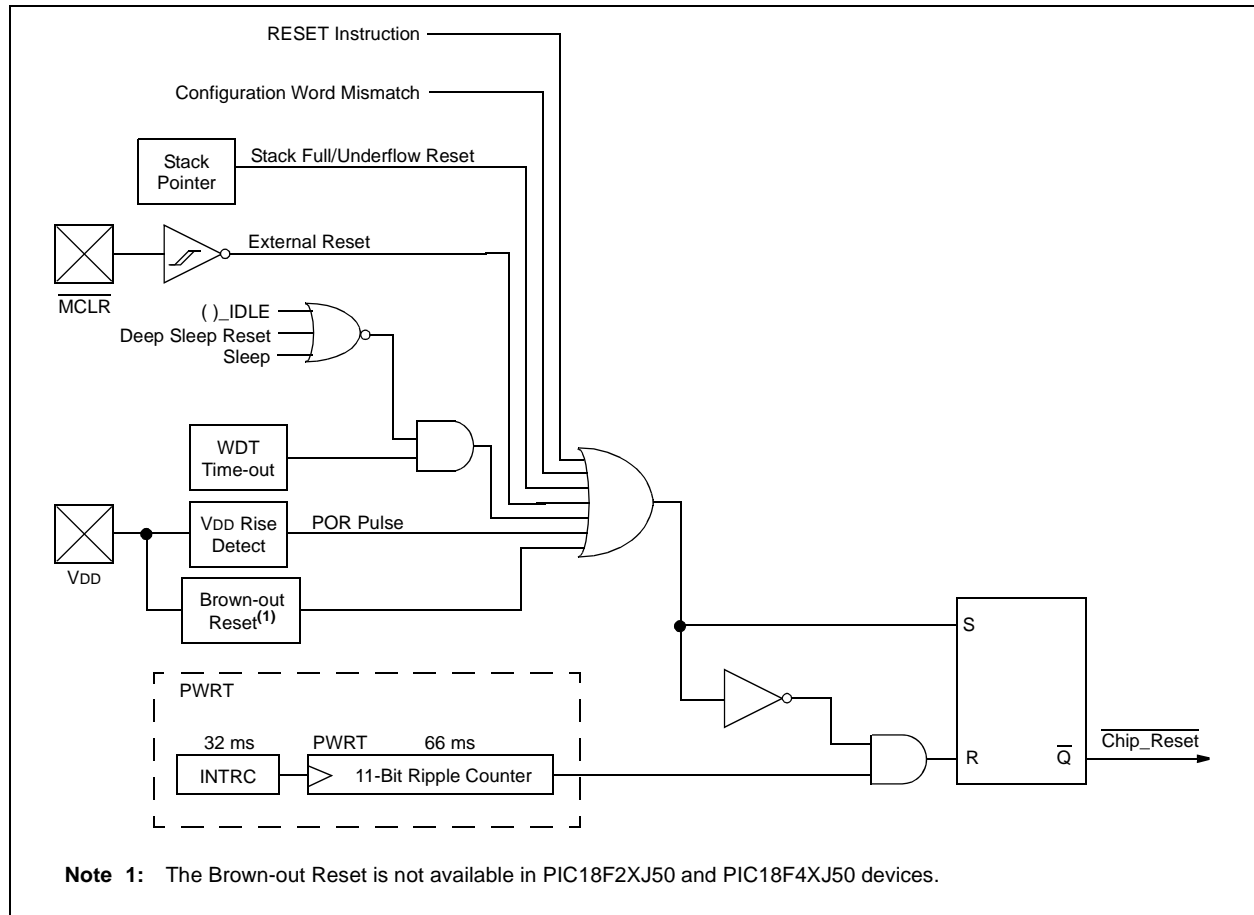 RESET Instruction
Configuration Word Mismatch
Stack
Pointer
Stack Full/Underflow Reset
External Reset
MCLR
( )_IDLE
Deep Sleep Reset
Sleep
WDT
Time-out
VDD Rise
Detect
POR Pulse
VDD
Brown-out
Reset(1)
S
PWRT
32 ms
PWRT
66 ms
INTRC
11-Bit Ripple Counter
R
Q
Chip_Reset
Note 1: The Brown-out Reset is not available in PIC18F2XJ50 and PIC18F4XJ50 devices.